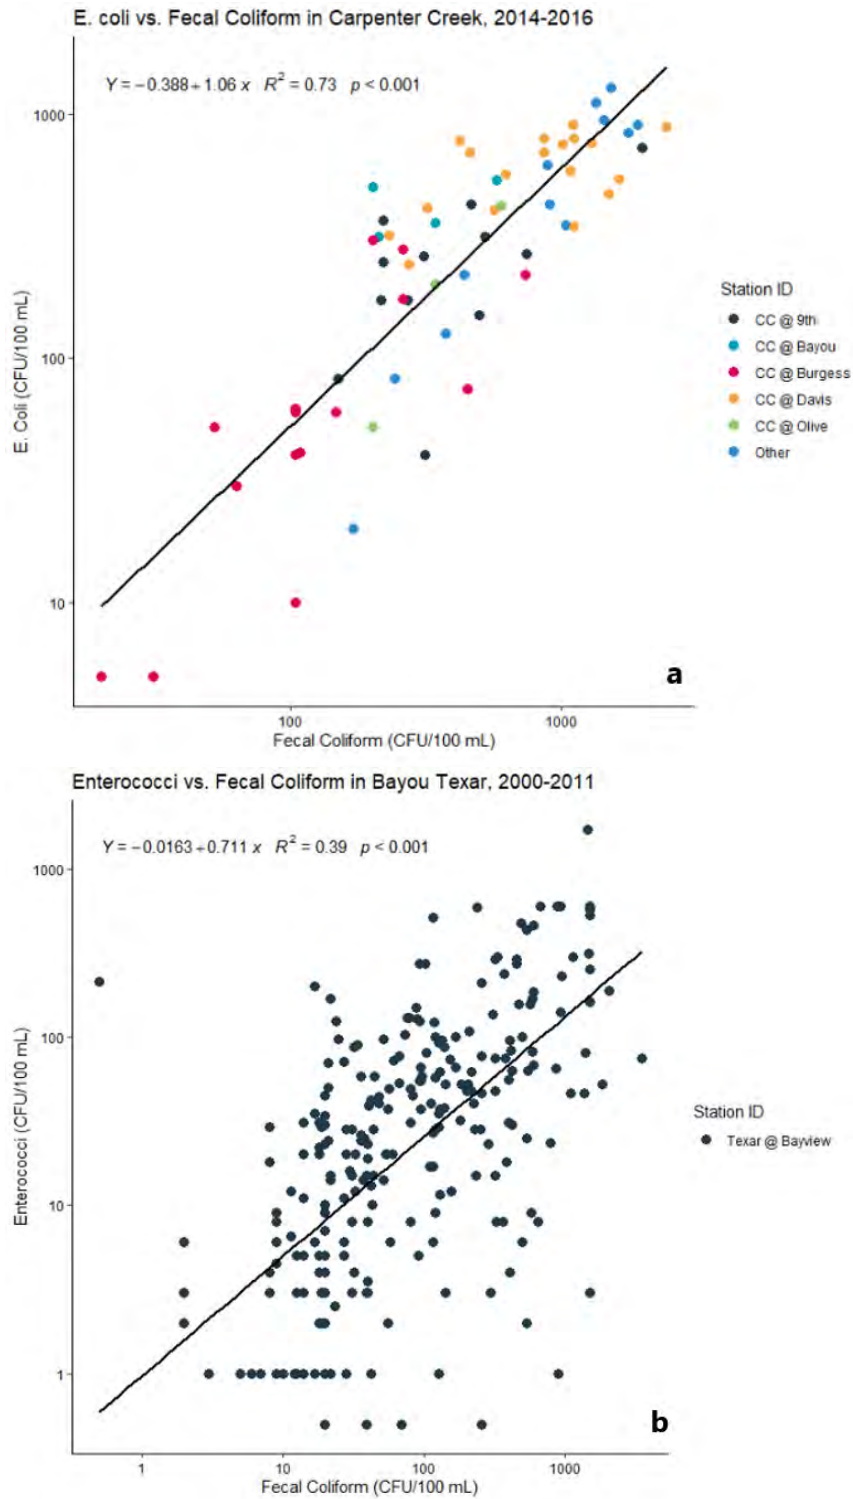 E. coli vs. Fecal Coliform in Carpenter Creek, 2014-2016
Y = −0.388+1.06 x R² = 0.73 p < 0.001
1000
100
10
E. Coli (CFU/100 mL)
Station ID
CC @ 9th
CC @ Bayou
CC @ Burgess
CC @ Davis
CC @ Olive
Other
a
100 1000
Fecal Coliform (CFU/100 mL)
Enterococci vs. Fecal Coliform in Bayou Texar, 2000-2011
Y = −0.0163+0.711 x R² = 0.39 p < 0.001
1000
100
10
1
Enterococci (CFU/100 mL)
Station ID
Texar @ Bayview
b
1 10 100 1000
Fecal Coliform (CFU/100 mL)